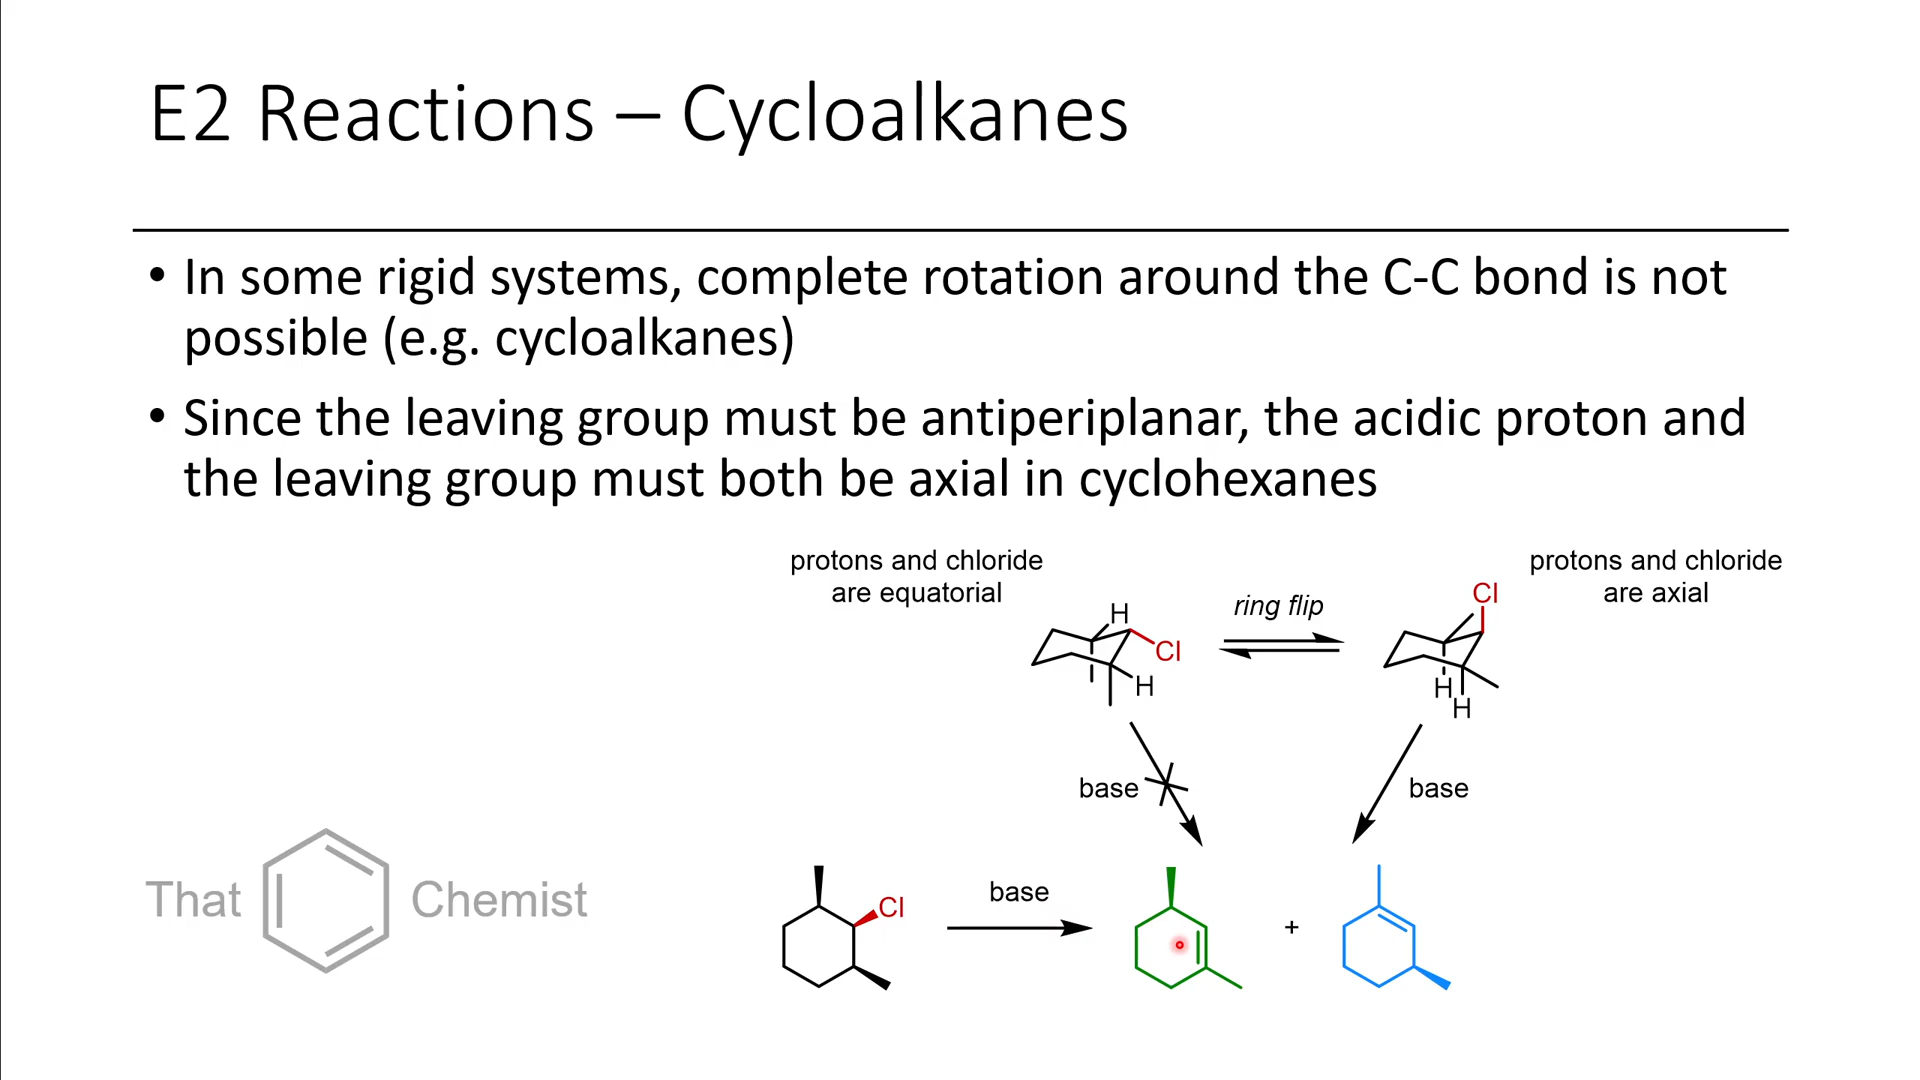 E2 Reactions – Cycloalkanes
• In some rigid systems, complete rotation around the C-C bond is not
possible (e.g. cycloalkanes)
• Since the leaving group must be antiperiplanar, the acidic proton and
the leaving group must both be axial in cyclohexanes
protons and chloride
are equatorial
ring flip
protons and chloride
are axial
H
Cl
H
Cl
H
H
base
base
That Chemist
Cl
base
+